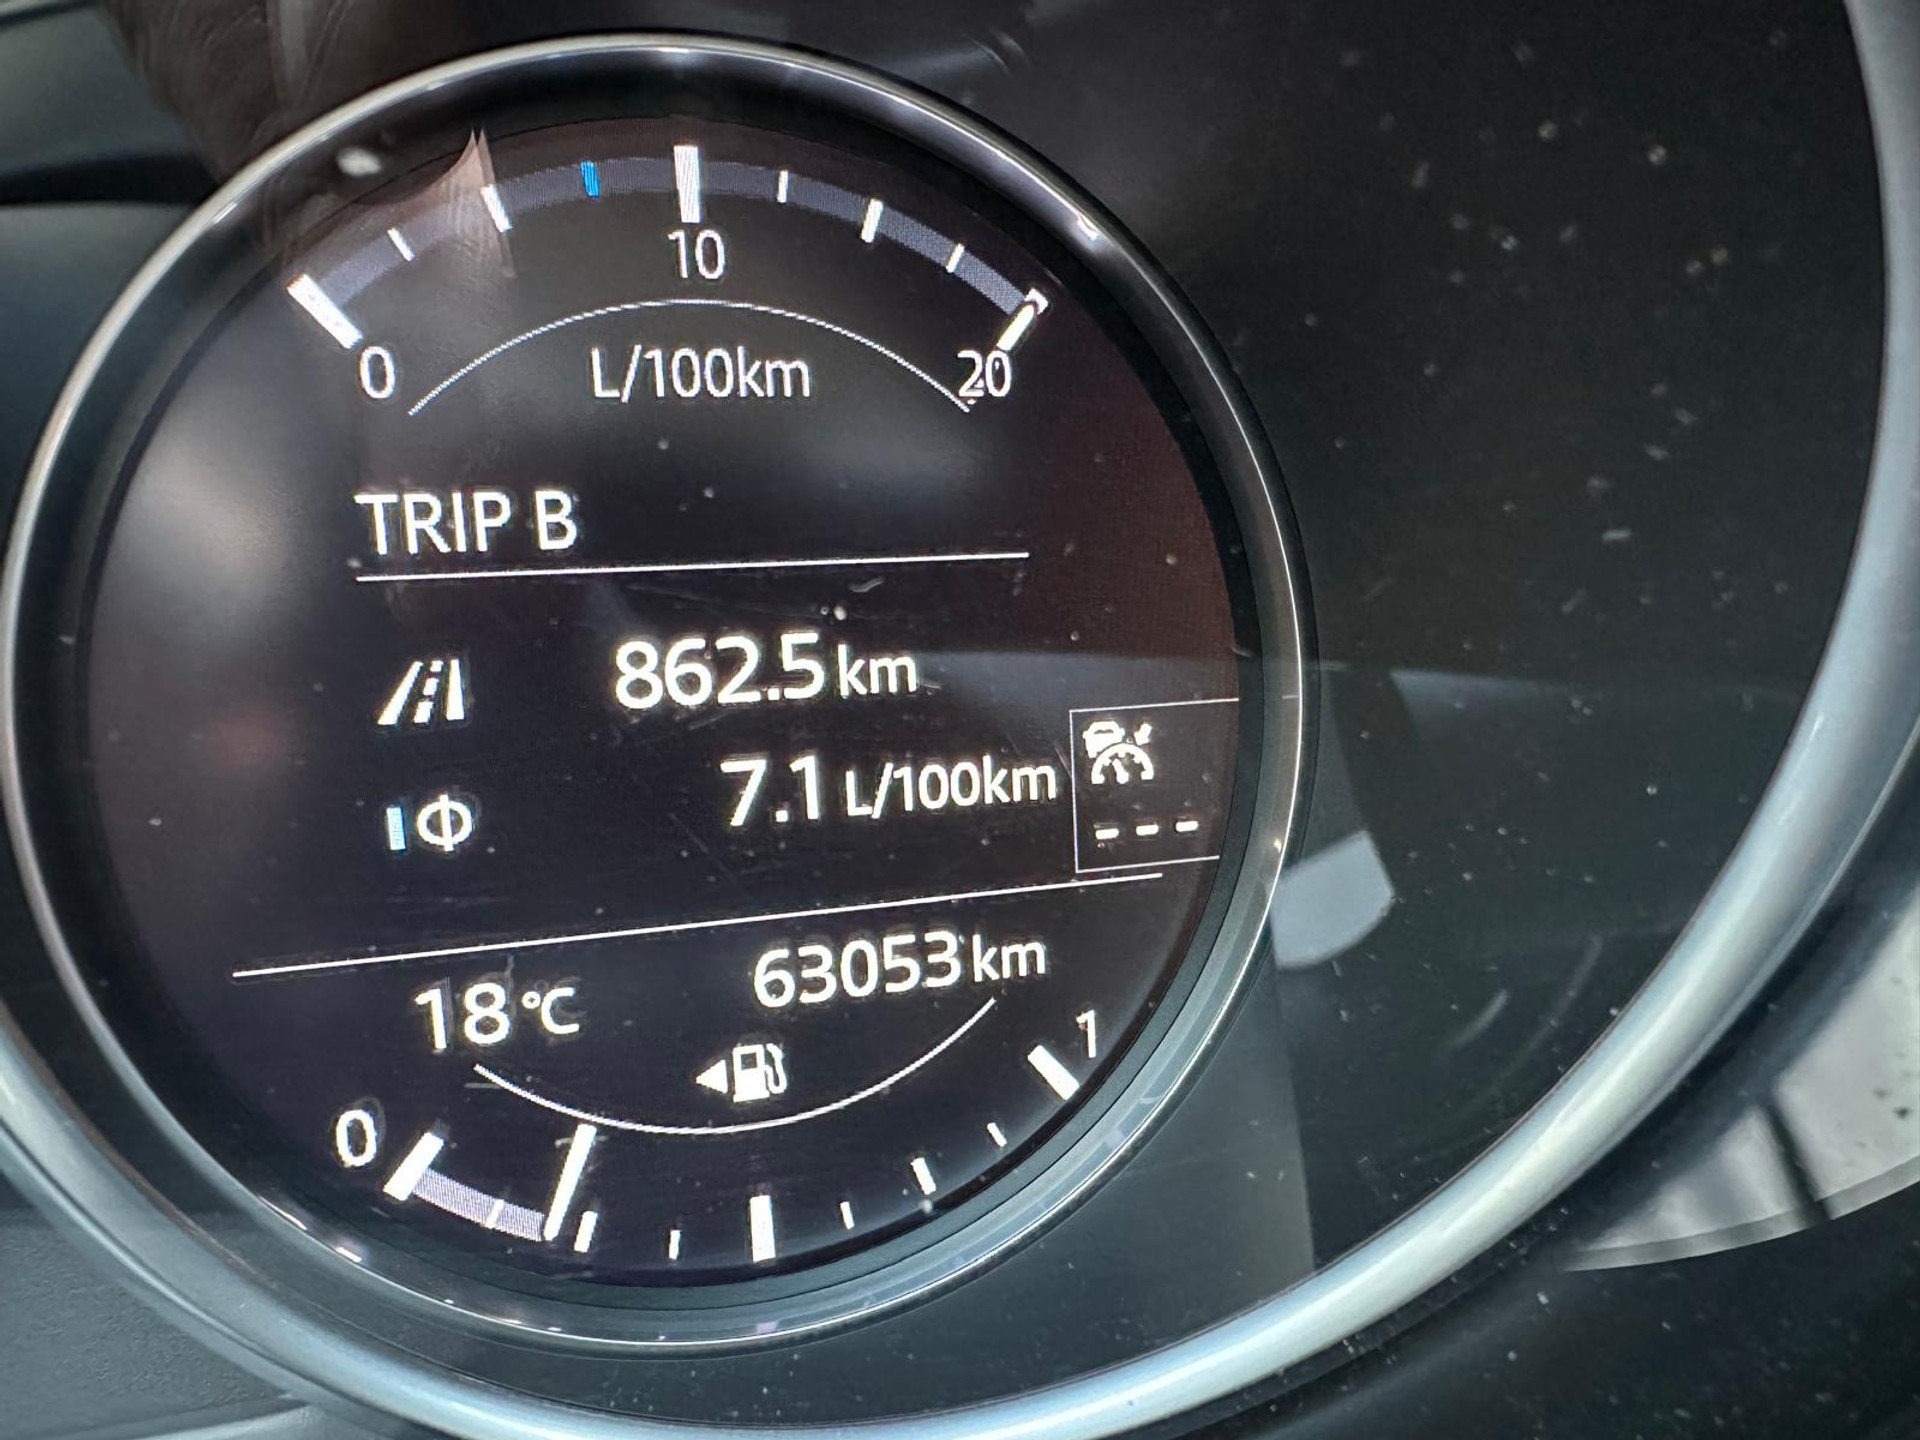 10
0 20
L/100km
TRIP B
862.5 km
7.1 L/100km
---
18°C 63053 km
0 1